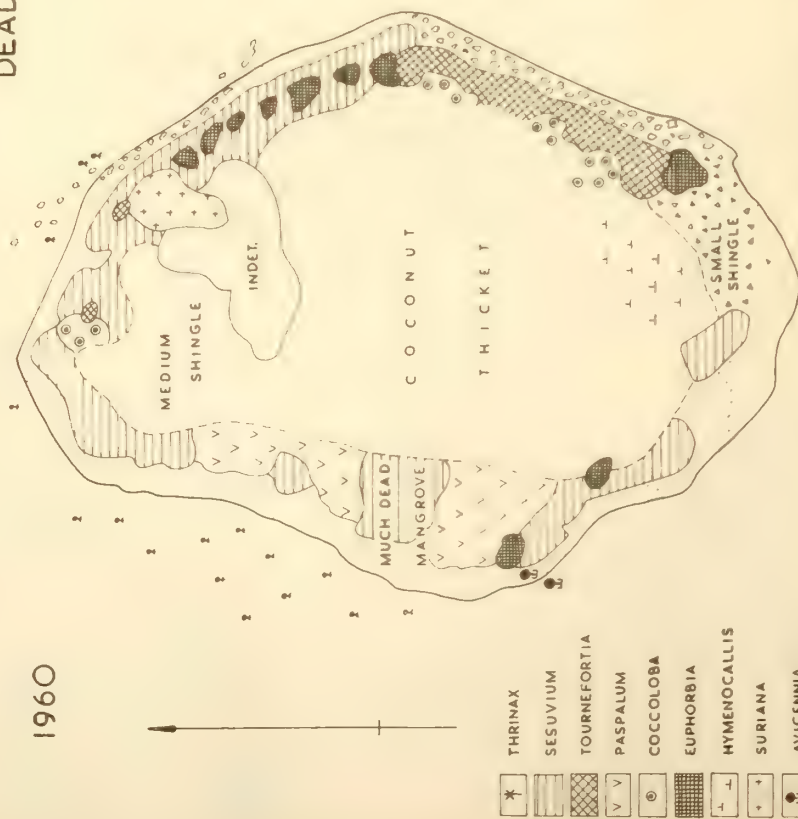 DEAD
1960
MEDIUM
SHINGLE
INDET.
COCONUT
THICKET
MUCH DEAD
MANGROVE
SMALL
SHINGLE
THRINAX
SESUVIUM
TOURNEFORTIA
PASPALUM
COCCOLOBA
EUPHORBIA
HYMENOCALLIS
SURIANA
AVICENNIA